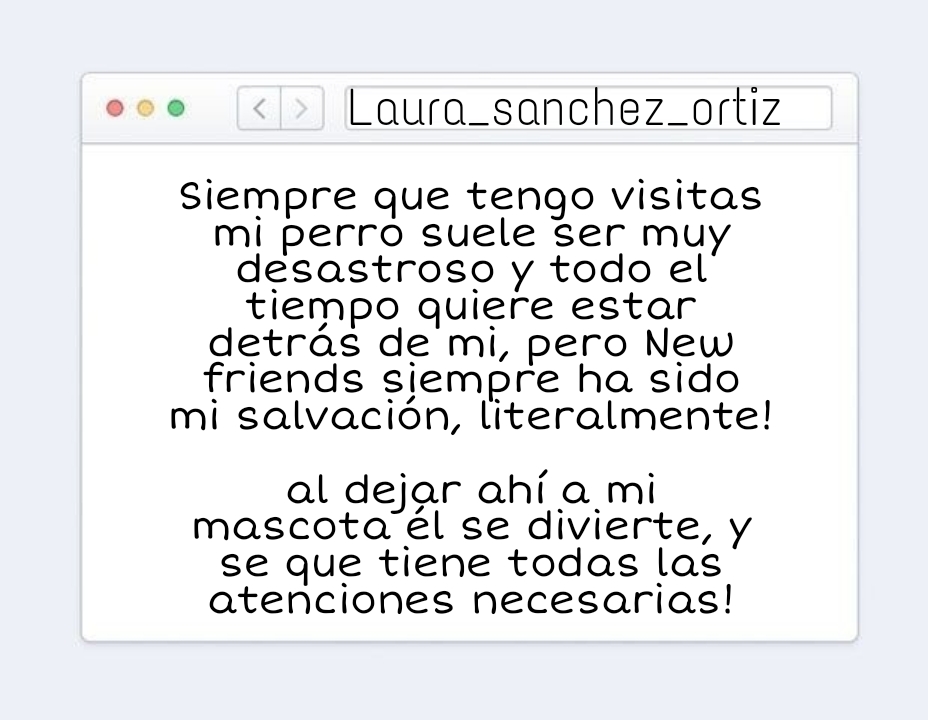 Laura_sanchez_ortiz
Siempre que tengo visitas
mi perro suele ser muy
desastroso y todo el
tiempo quiere estar
detrás de mi, pero New
friends siempre ha sido
mi salvación, literalmente!
al dejar ahí a mi
mascota él se divierte, y
se que tiene todas las
atenciones necesarias!